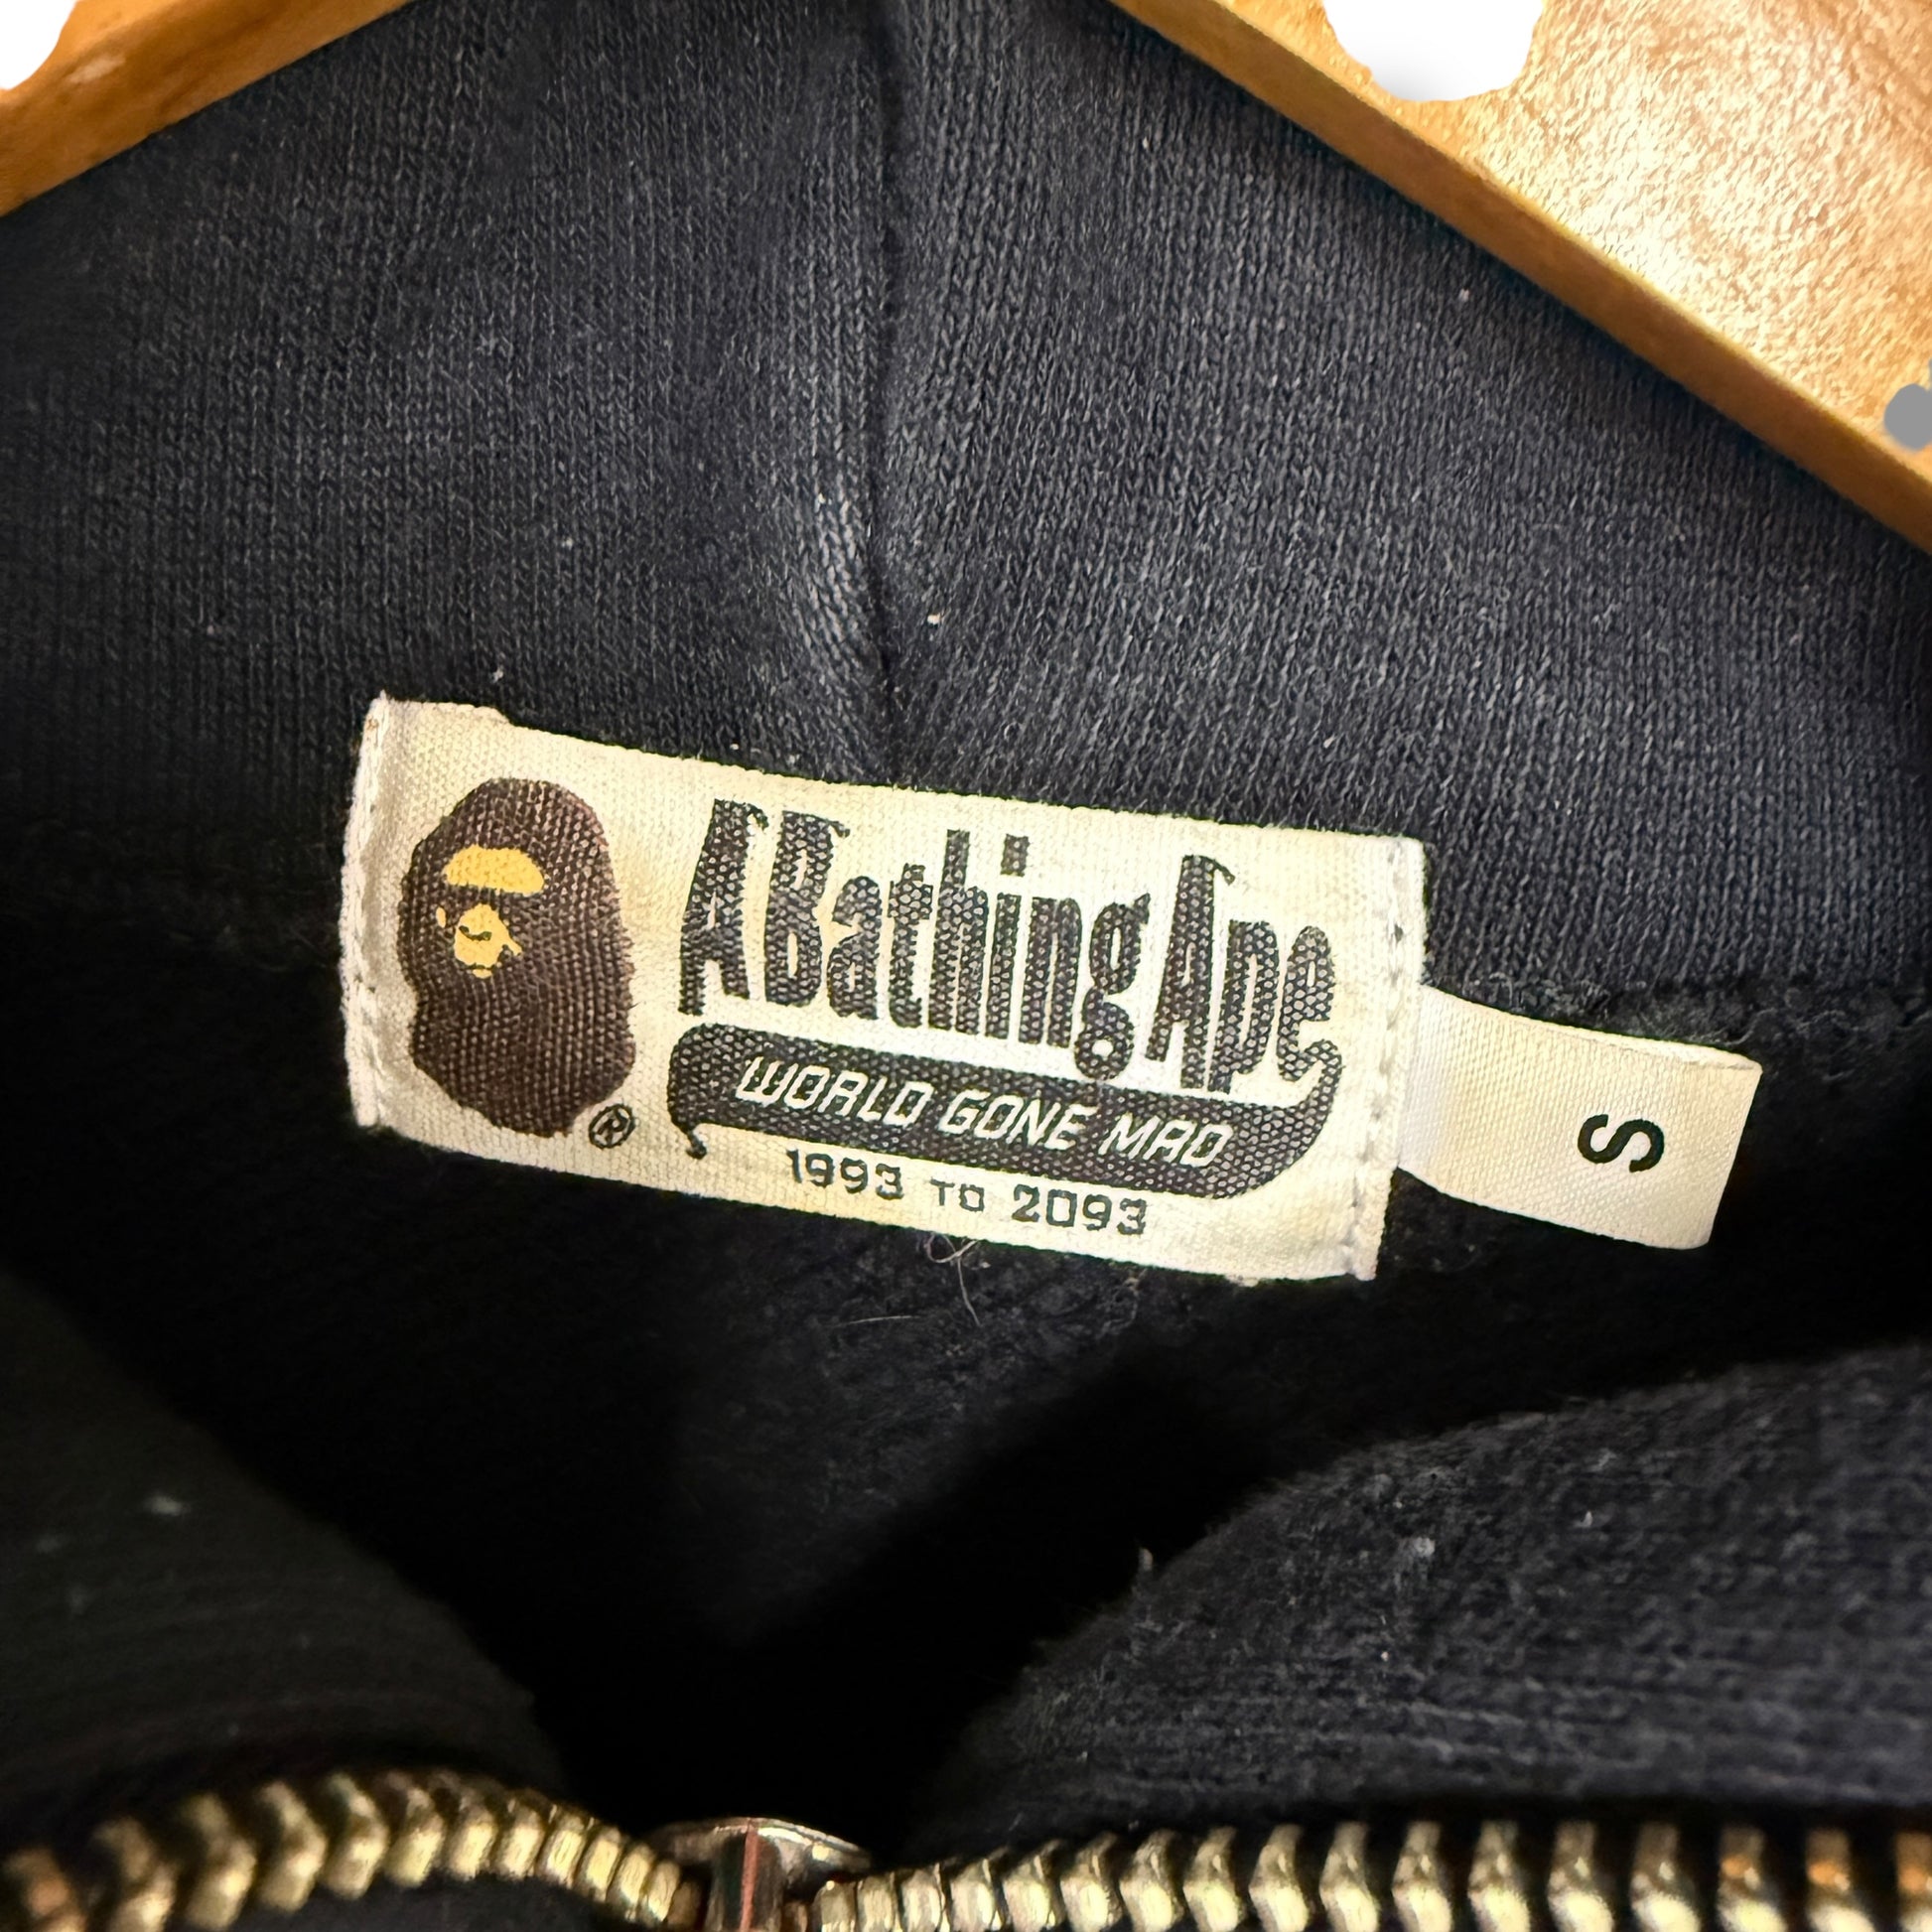 A Bathing Ape
®
WORLD GONE MAD
1993 TO 2093
S